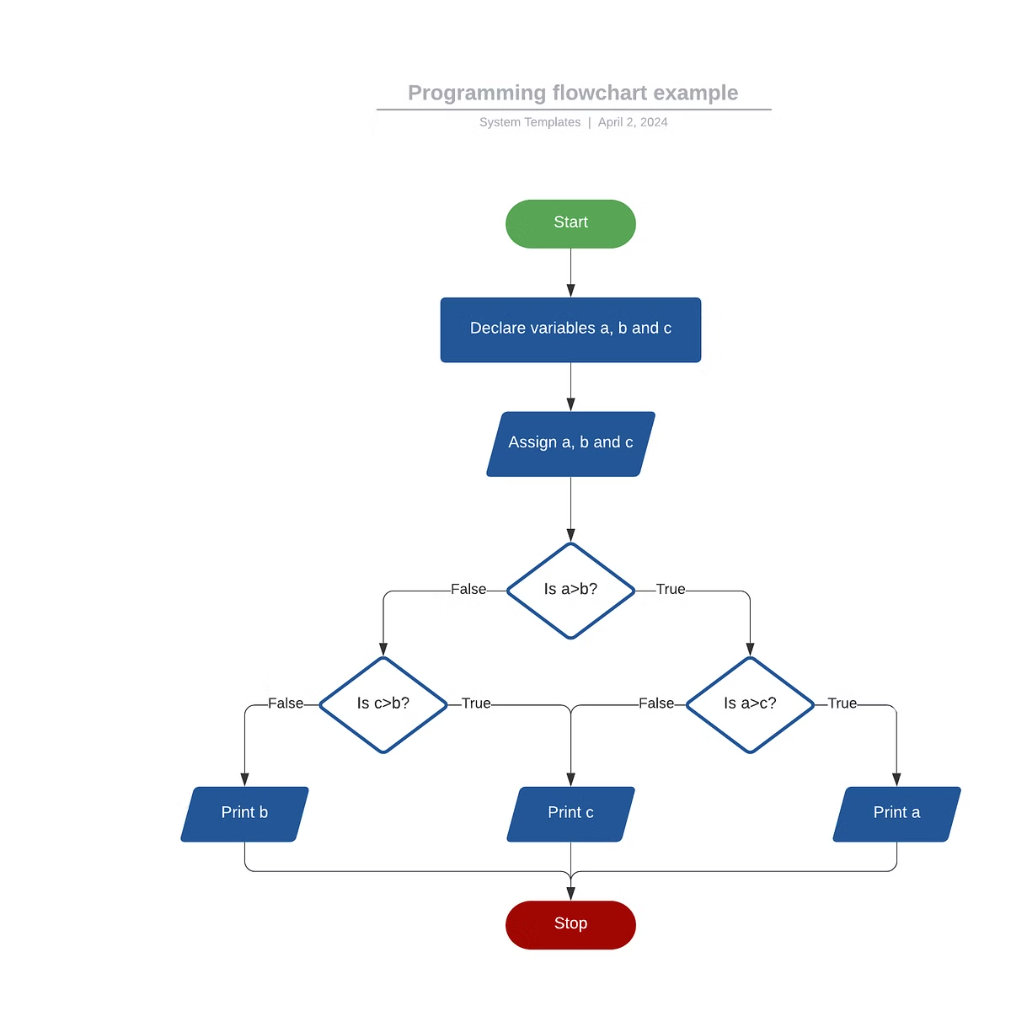 Programming flowchart example
System Templates | April 2, 2024
Start
Declare variables a, b and c
Assign a, b and c
False
Is a>b?
True
False
Is c>b?
True
False
Is a>c?
True
Print b
Print c
Print a
Stop